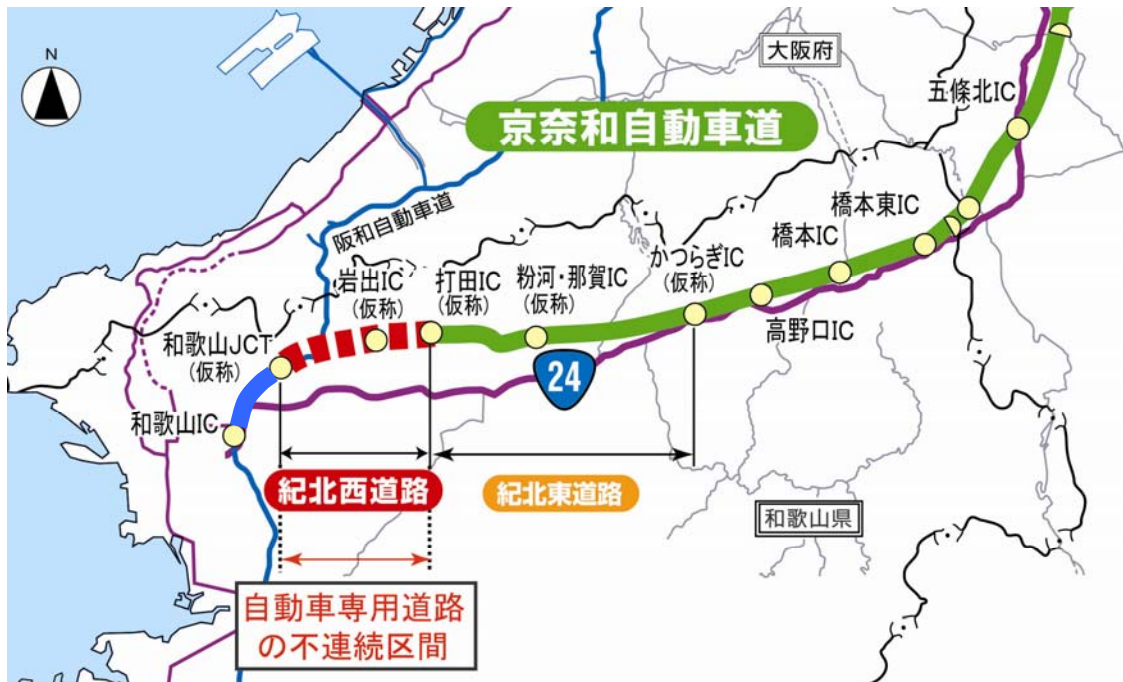 N
大阪府
五條北IC
京奈和自動車道
橋本東IC
阪和自動車道
橋本IC
かつらぎIC
(仮称)
岩出IC
(仮称)
打田IC
(仮称)
粉河・那賀IC
(仮称)
高野口IC
和歌山JCT
(仮称)
24
和歌山IC
紀北西道路
紀北東道路
和歌山県
自動車専用道路
の不連続区間